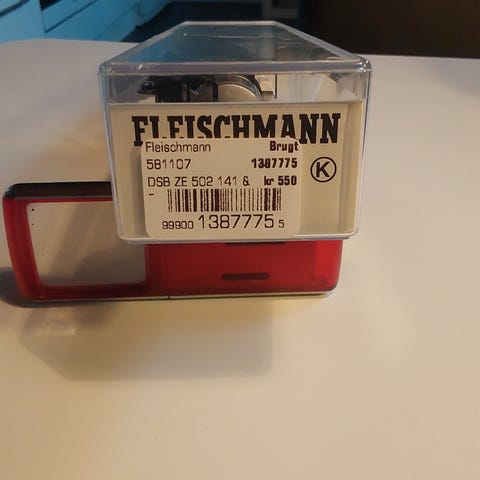 FLEISCHMANN
Fleischmann Brugt
581107 1387775
DSB ZE 502 141 & kr 550
-
99900 1387775 5
K